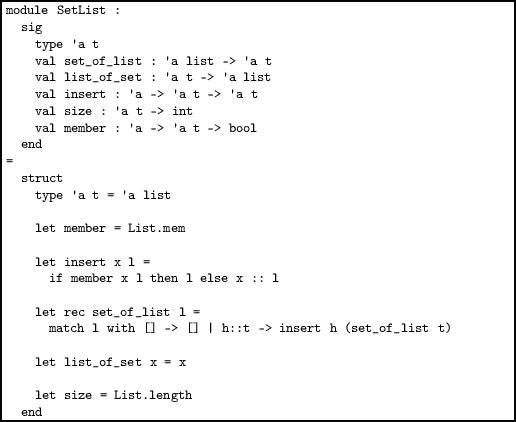 module SetList :
  sig
    type 'a t
    val set_of_list : 'a list -> 'a t
    val list_of_set : 'a t -> 'a list
    val insert : 'a -> 'a t -> 'a t
    val size : 'a t -> int
    val member : 'a -> 'a t -> bool
  end
=
  struct
    type 'a t = 'a list

    let member = List.mem

    let insert x l =
      if member x l then l else x :: l

    let rec set_of_list l =
      match l with [] -> [] | h::t -> insert h (set_of_list t)

    let list_of_set x = x

    let size = List.length
  end